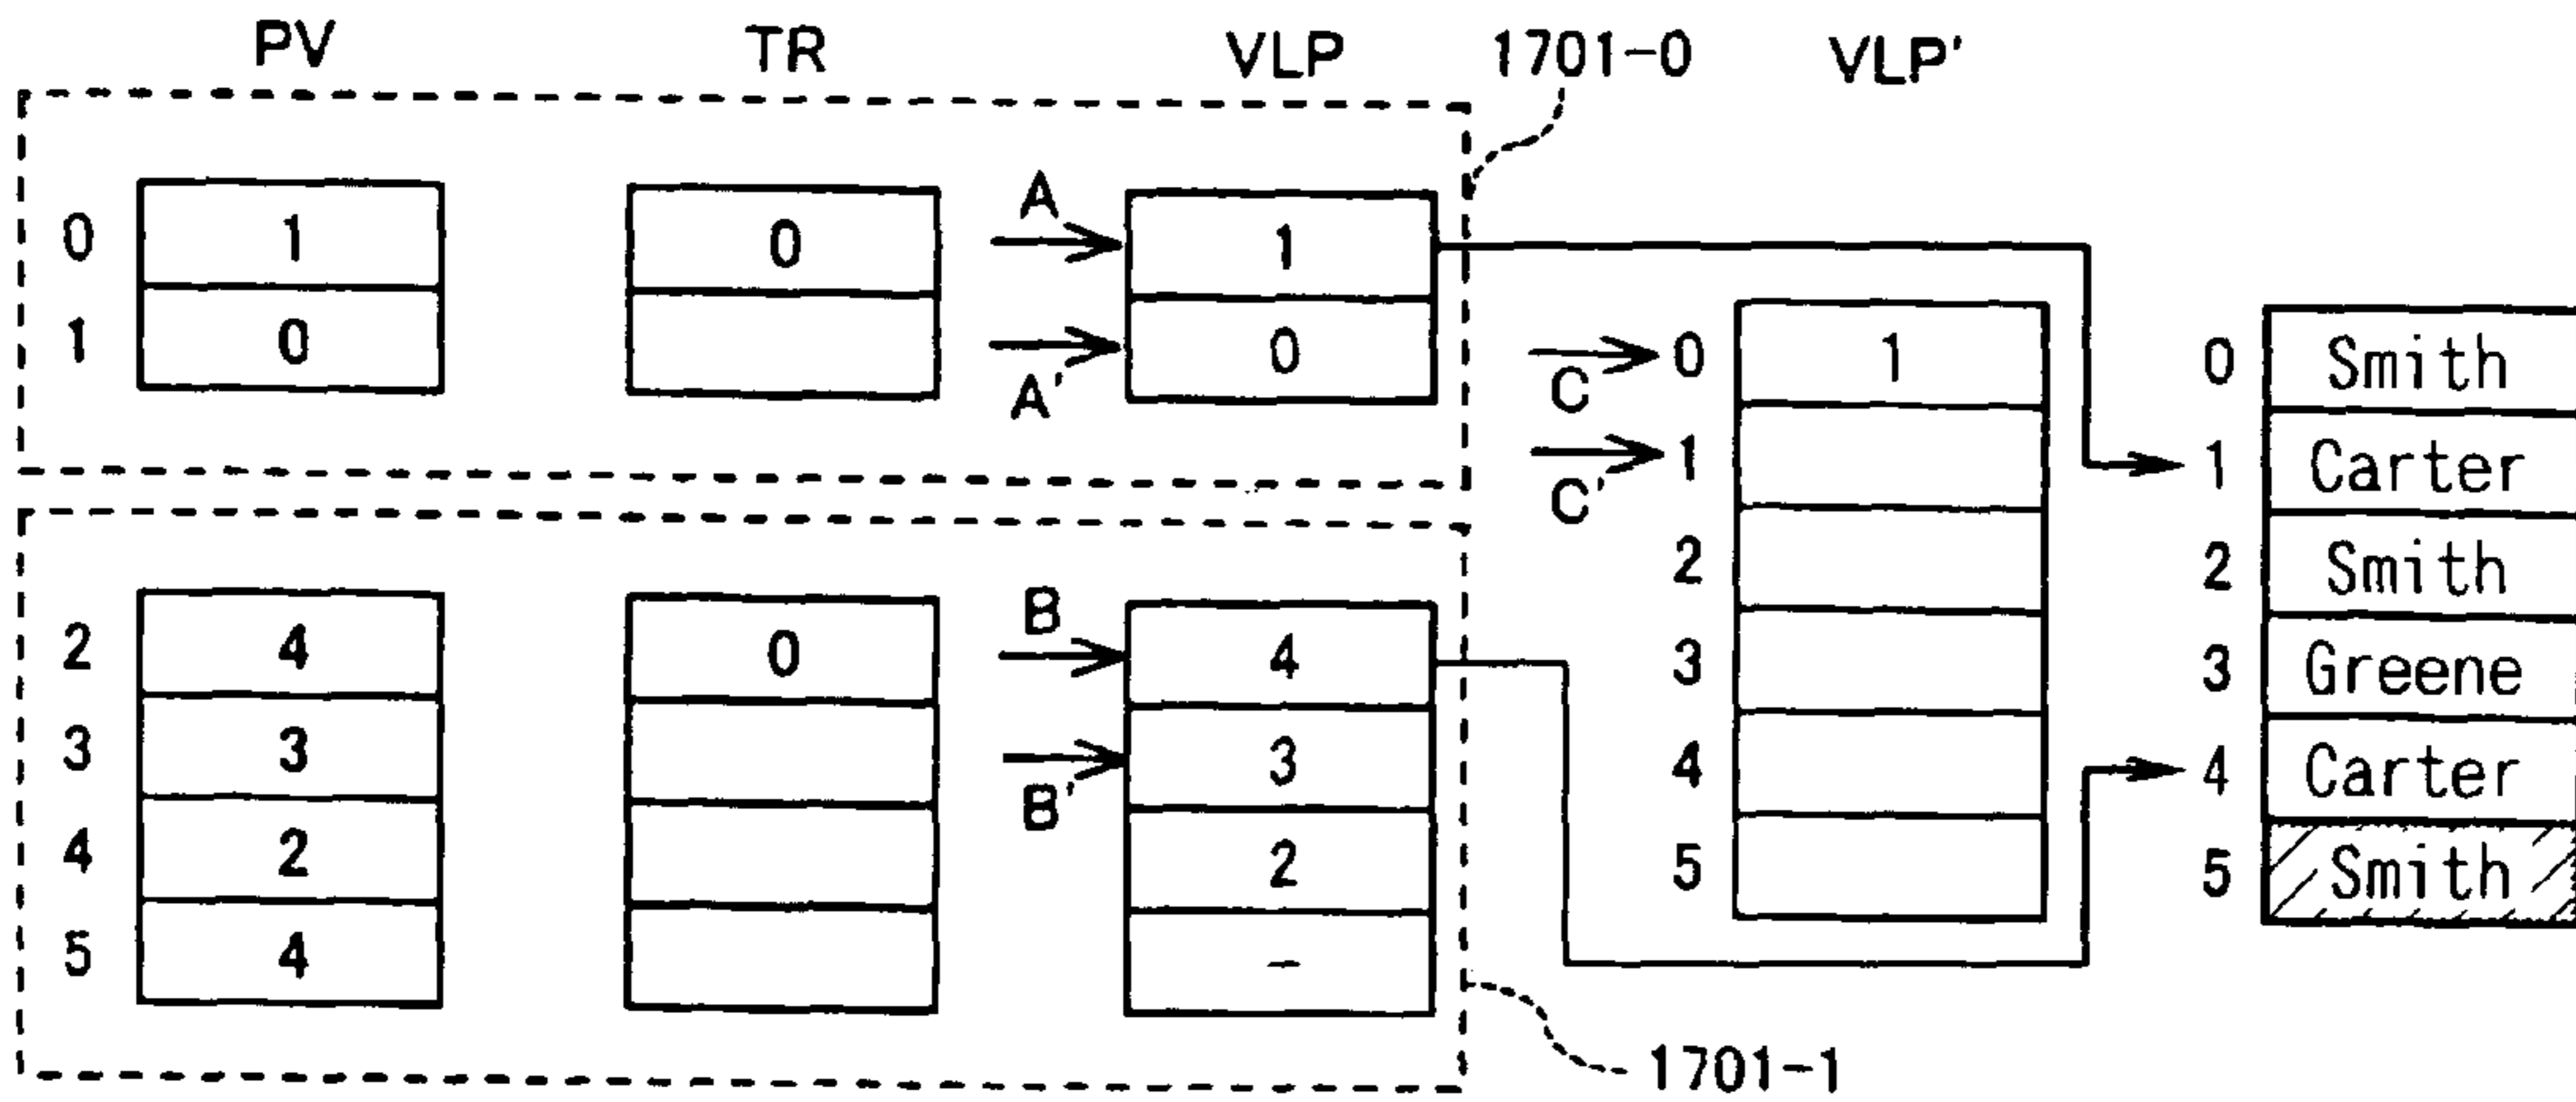 PV TR VLP 1701-0 VLP'
0 1 0 A 1
1 0 A' 0
C 0 1 0 Smith
C' 1 1 Carter
2 2 Smith
2 4 0 B 4 3 3 Greene
3 3 B' 3 4 4 Carter
4 2 2 5 5 Smith
5 4 -
1701-1